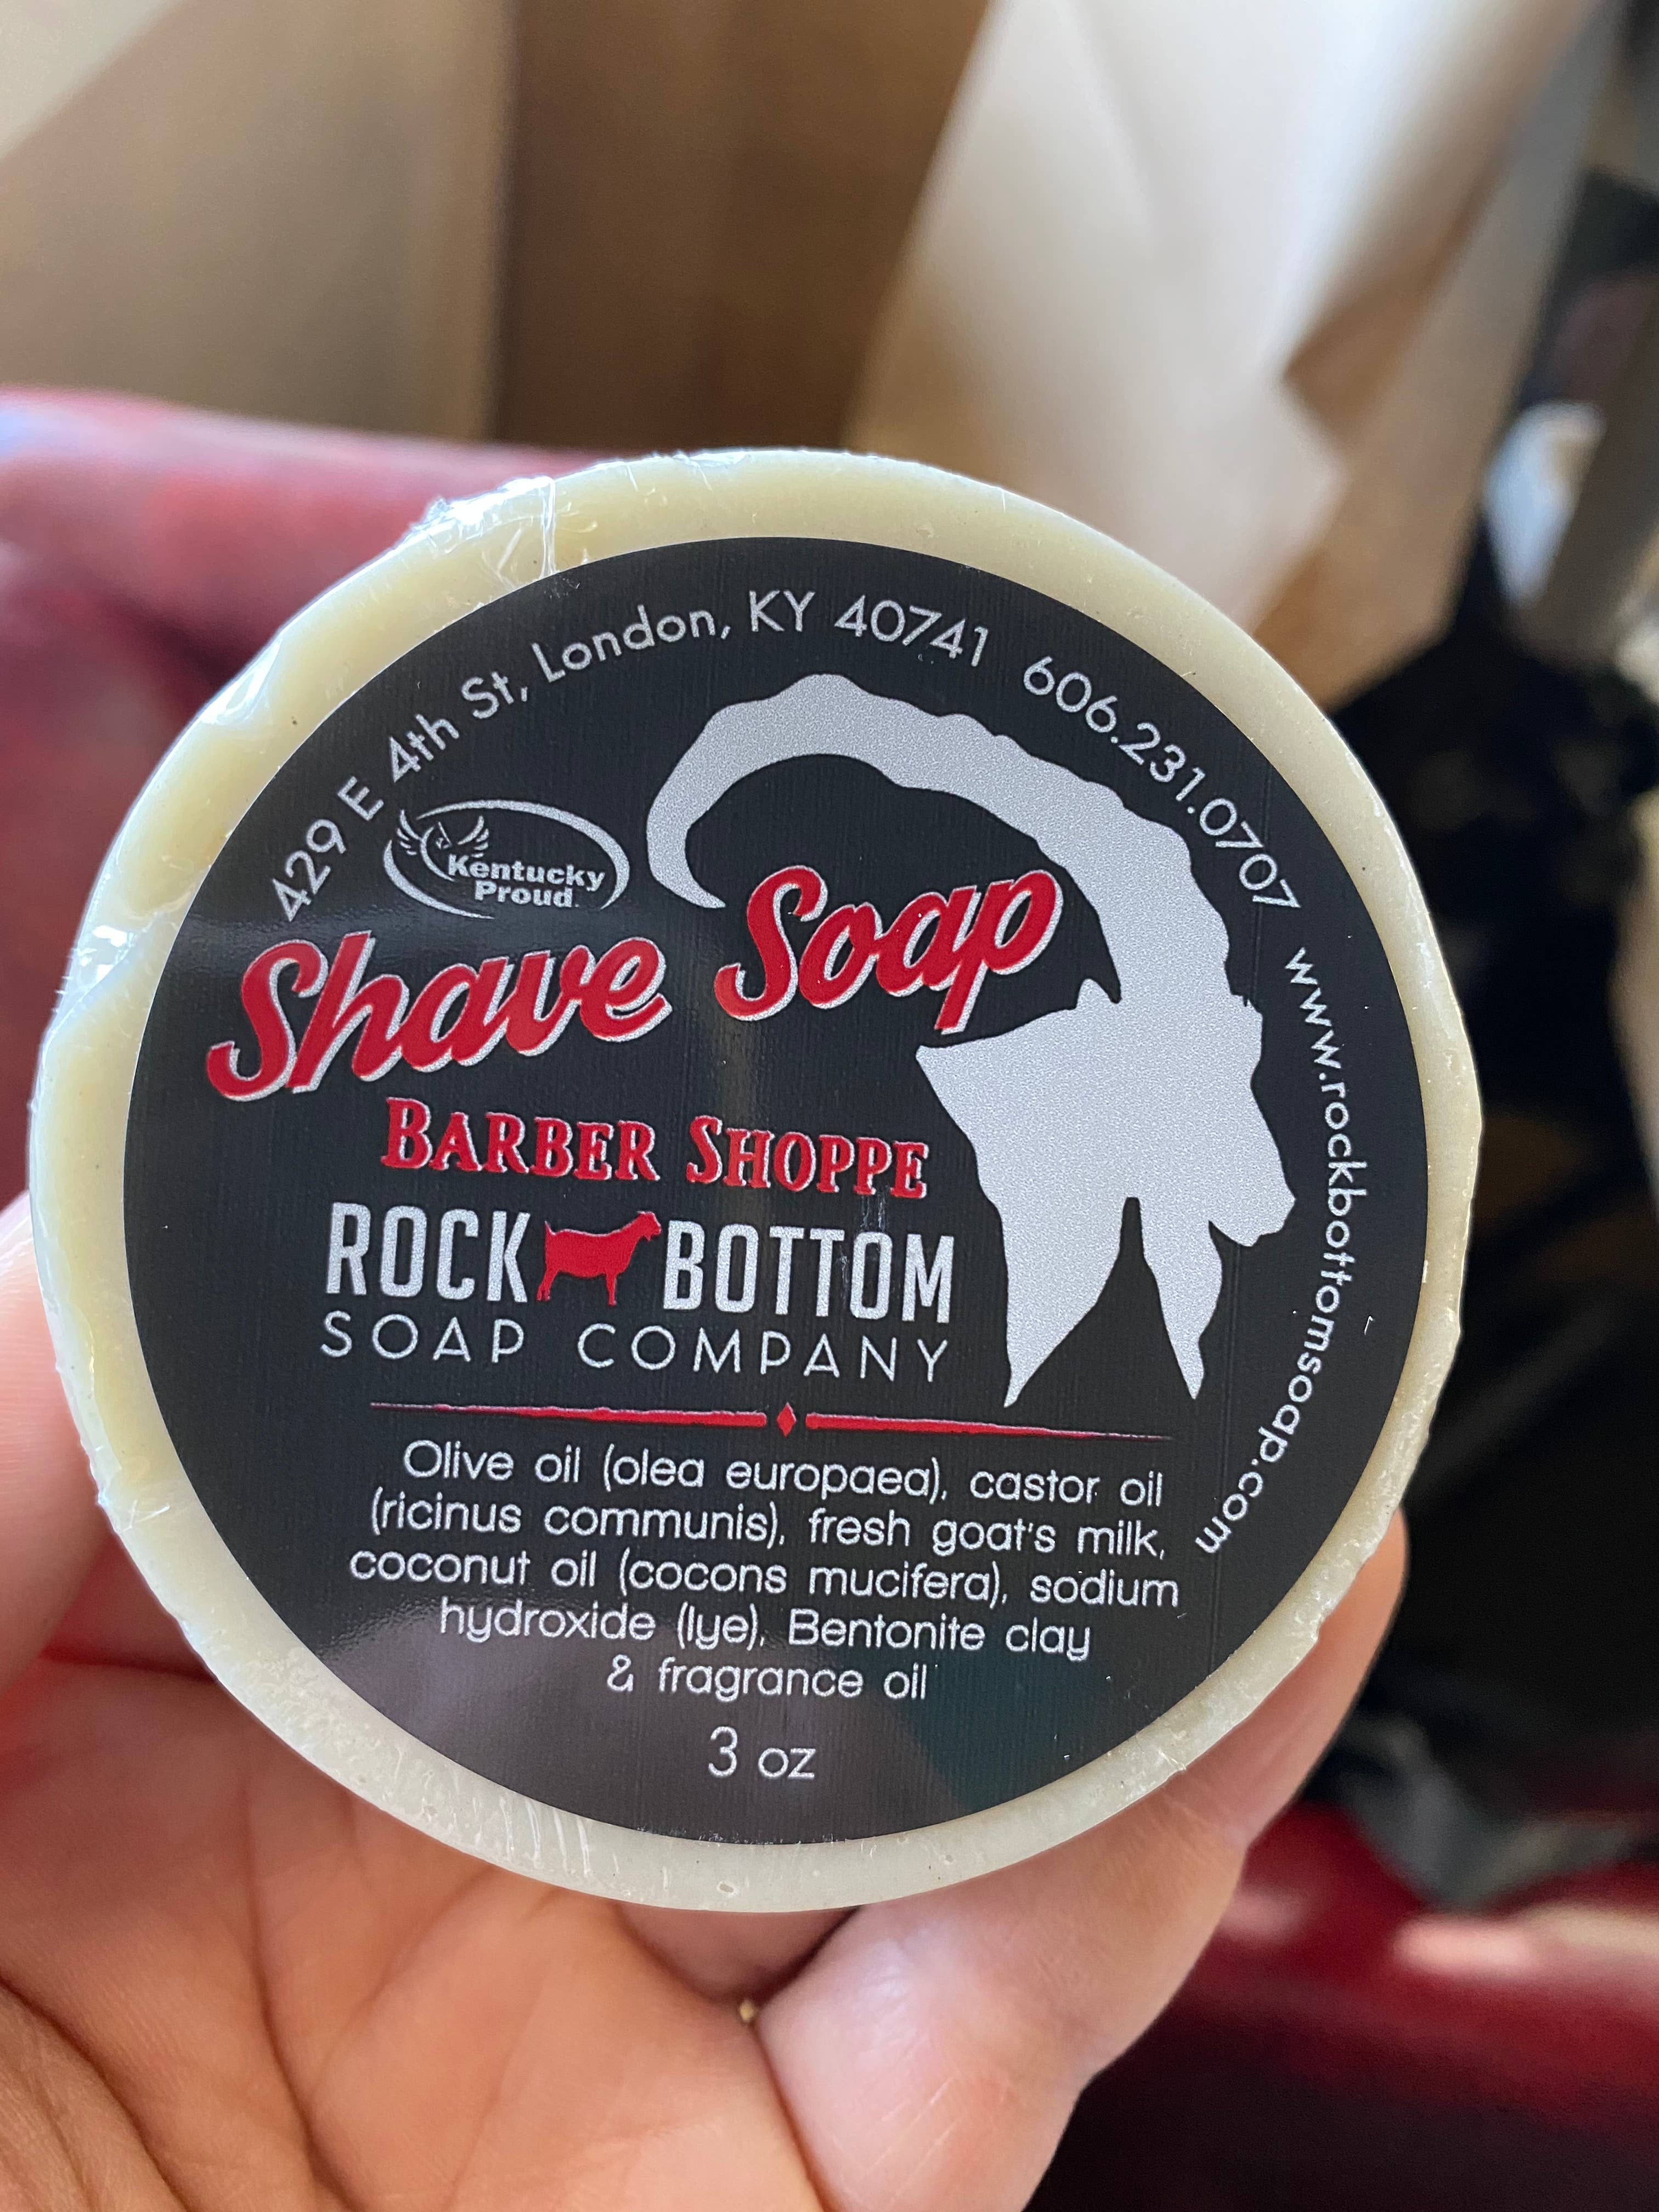 429 E 4th St, London, KY 40741 606.231.0707 www.rockbottomsoap.com
Kentucky
Proud
Shave Soap
BARBER SHOPPE
ROCK BOTTOM
SOAP COMPANY
Olive oil (olea europaea), castor oil
(ricinus communis), fresh goat's milk,
coconut oil (cocons mucifera), sodium
hydroxide (lye), Bentonite clay
& fragrance oil
3 oz